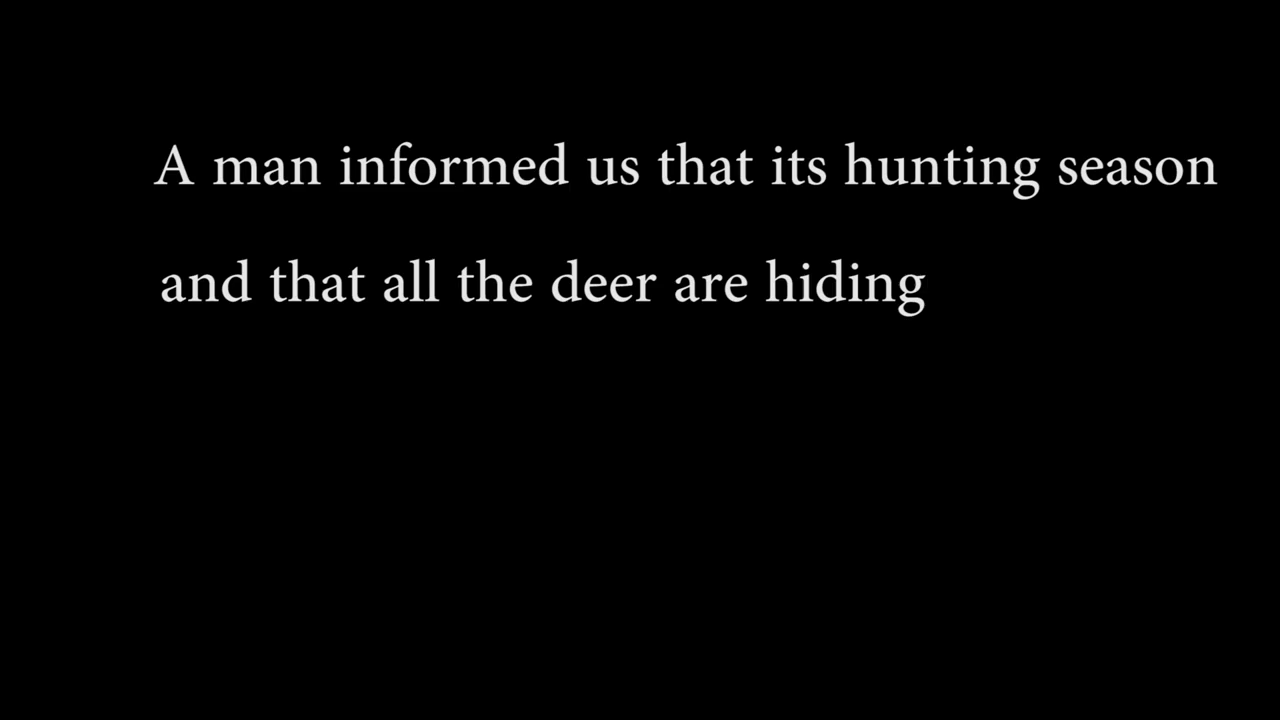 A man informed us that its hunting season
and that all the deer are hiding